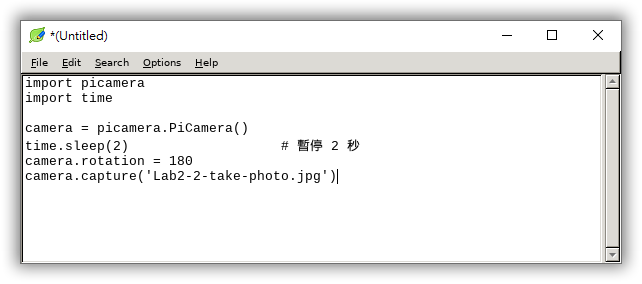 *(Untitled)
File Edit Search Options Help
import picamera
import time
camera = picamera.PiCamera()
time.sleep(2) # 暫停 2 秒
camera.rotation = 180
camera.capture('Lab2-2-take-photo.jpg')